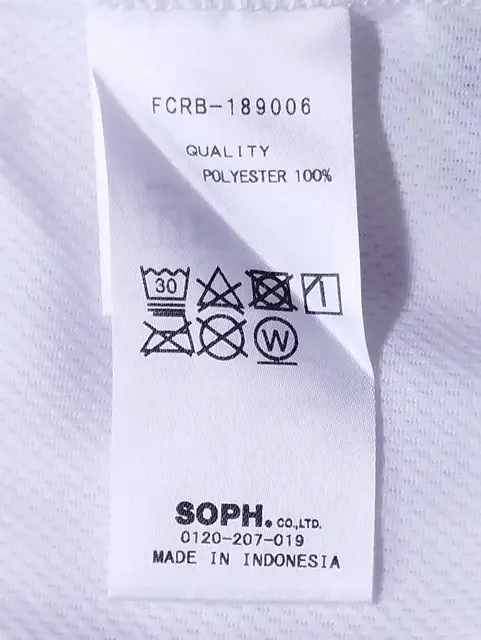 FCRB-189006
QUALITY
POLYESTER 100%
30
W
SOPH. CO.,LTD.
0120-207-019
MADE IN INDONESIA